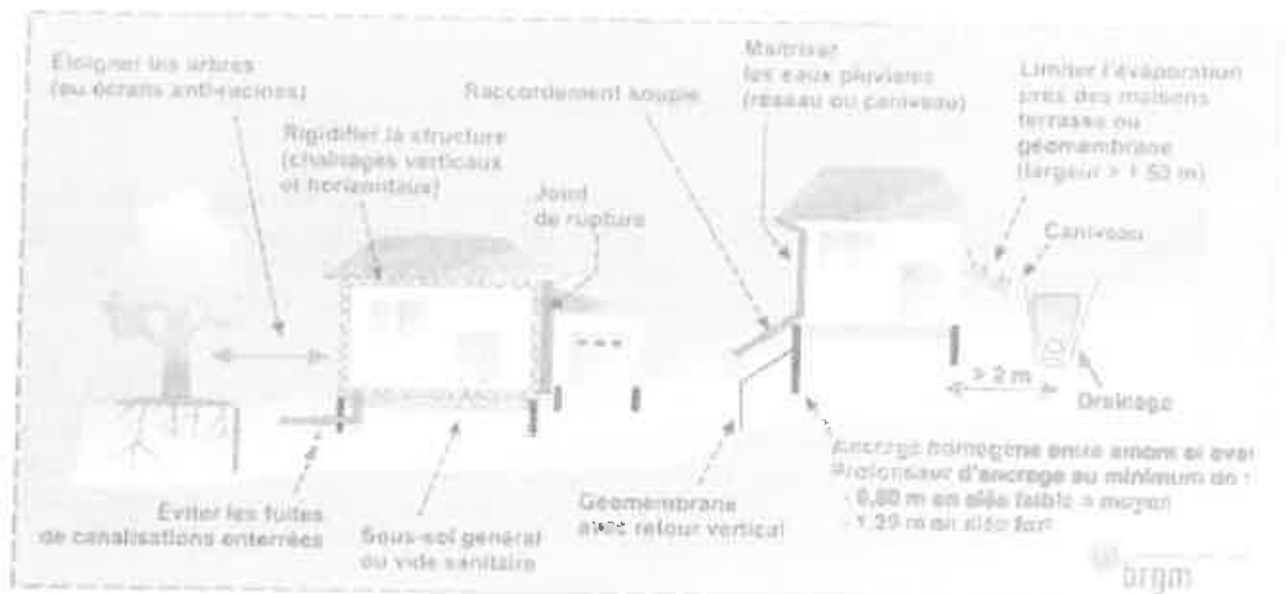 Eloigner les arbres
(ou écrans anti-racines)
Rigidifier la structure
(chaînages verticaux
et horizontaux)
Raccordement souple
Joint
de rupture
Maîtriser
les eaux pluviales
(réseau ou caniveau)
Limiter l'évaporation
près des maisons
terrasse ou
géomembrane
(largeur > 1.50 m)
Caniveau
> 2 m
Drainage
Eviter les fuites
de canalisations enterrées
Sous-sol général
ou vide sanitaire
Géomembrane
avec retour vertical
Ancrage homogène entre amont et
Profondeur d'ancrage au minimum de :
- 0,80 m en aléa faible à moyen
- 1,20 m en aléa fort
brgm